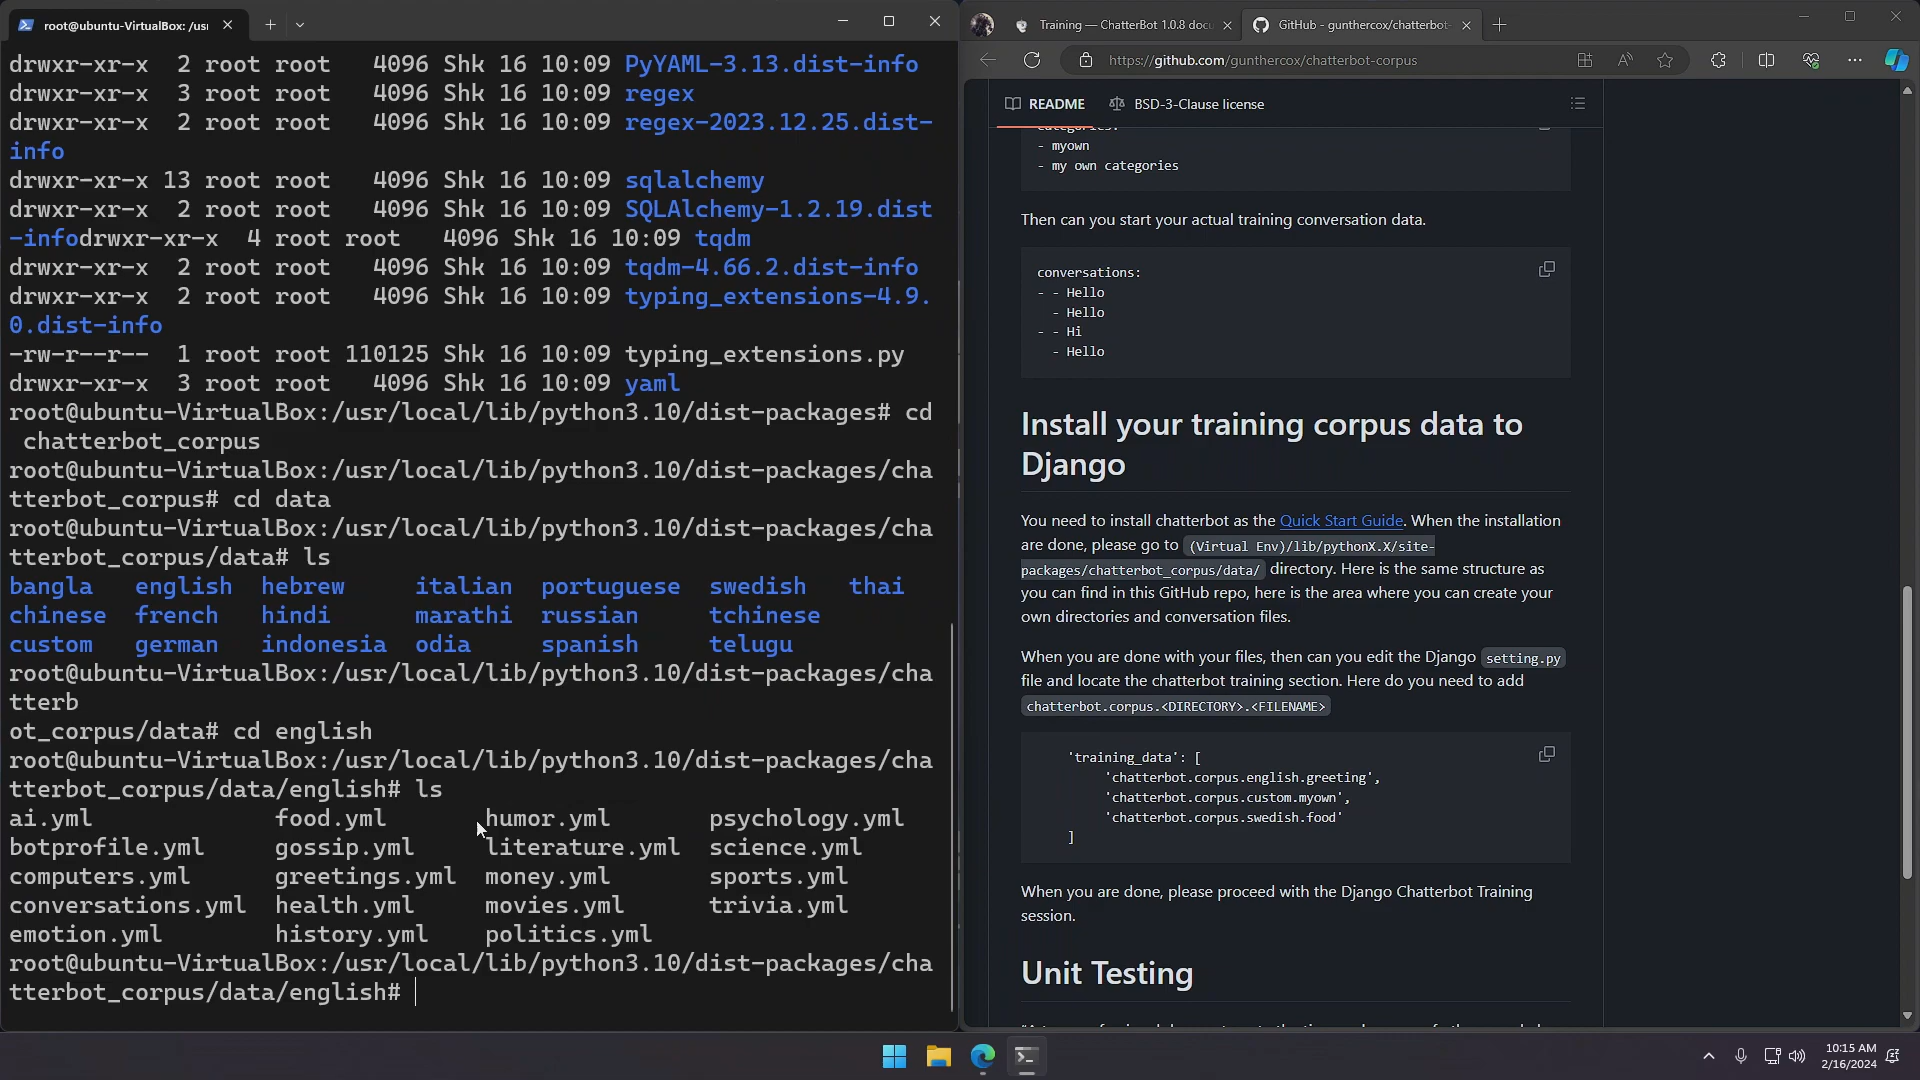 root@ubuntu-VirtualBox: /usr
drwxr-xr-x  2 root root   4096 Shk 16 10:09 PyYAML-3.13.dist-info
drwxr-xr-x  3 root root   4096 Shk 16 10:09 regex
drwxr-xr-x  2 root root   4096 Shk 16 10:09 regex-2023.12.25.dist-
info
drwxr-xr-x 13 root root   4096 Shk 16 10:09 sqlalchemy
drwxr-xr-x  2 root root   4096 Shk 16 10:09 SQLAlchemy-1.2.19.dist
-infodrwxr-xr-x  4 root root   4096 Shk 16 10:09 tqdm
drwxr-xr-x  2 root root   4096 Shk 16 10:09 tqdm-4.66.2.dist-info
drwxr-xr-x  2 root root   4096 Shk 16 10:09 typing_extensions-4.9.
0.dist-info
-rw-r--r--  1 root root 110125 Shk 16 10:09 typing_extensions.py
drwxr-xr-x  3 root root   4096 Shk 16 10:09 yaml
root@ubuntu-VirtualBox:/usr/local/lib/python3.10/dist-packages# cd
 chatterbot_corpus
root@ubuntu-VirtualBox:/usr/local/lib/python3.10/dist-packages/cha
tterbot_corpus# cd data
root@ubuntu-VirtualBox:/usr/local/lib/python3.10/dist-packages/cha
tterbot_corpus/data# ls
bangla   english  hebrew     italian  portuguese  swedish   thai
chinese  french   hindi      marathi  russian     tchinese
custom   german   indonesia  odia     spanish     telugu
root@ubuntu-VirtualBox:/usr/local/lib/python3.10/dist-packages/cha
tterb
ot_corpus/data# cd english
root@ubuntu-VirtualBox:/usr/local/lib/python3.10/dist-packages/cha
tterbot_corpus/data/english# ls
ai.yml             food.yml       humor.yml       psychology.yml
botprofile.yml     gossip.yml     literature.yml  science.yml
computers.yml      greetings.yml  money.yml       sports.yml
conversations.yml  health.yml     movies.yml      trivia.yml
emotion.yml        history.yml    politics.yml
root@ubuntu-VirtualBox:/usr/local/lib/python3.10/dist-packages/cha
tterbot_corpus/data/english#
Training — ChatterBot 1.0.8 docu
GitHub - gunthercox/chatterbot-
https://github.com/gunthercox/chatterbot-corpus
README
BSD-3-Clause license
categories:
- myown
- my own categories
Then can you start your actual training conversation data.
conversations:
- - Hello
  - Hello
- - Hi
  - Hello
Install your training corpus data to
Django
You need to install chatterbot as the Quick Start Guide. When the installation
are done, please go to (Virtual Env)/lib/pythonX.X/site-
packages/chatterbot_corpus/data/ directory. Here is the same structure as
you can find in this GitHub repo, here is the area where you can create your
own directories and conversation files.
When you are done with your files, then can you edit the Django setting.py
file and locate the chatterbot training section. Here do you need to add
chatterbot.corpus.<DIRECTORY>.<FILENAME>
'training_data': [
'chatterbot.corpus.english.greeting',
'chatterbot.corpus.custom.myown',
'chatterbot.corpus.swedish.food'
]
When you are done, please proceed with the Django Chatterbot Training
session.
Unit Testing
10:15 AM
2/16/2024